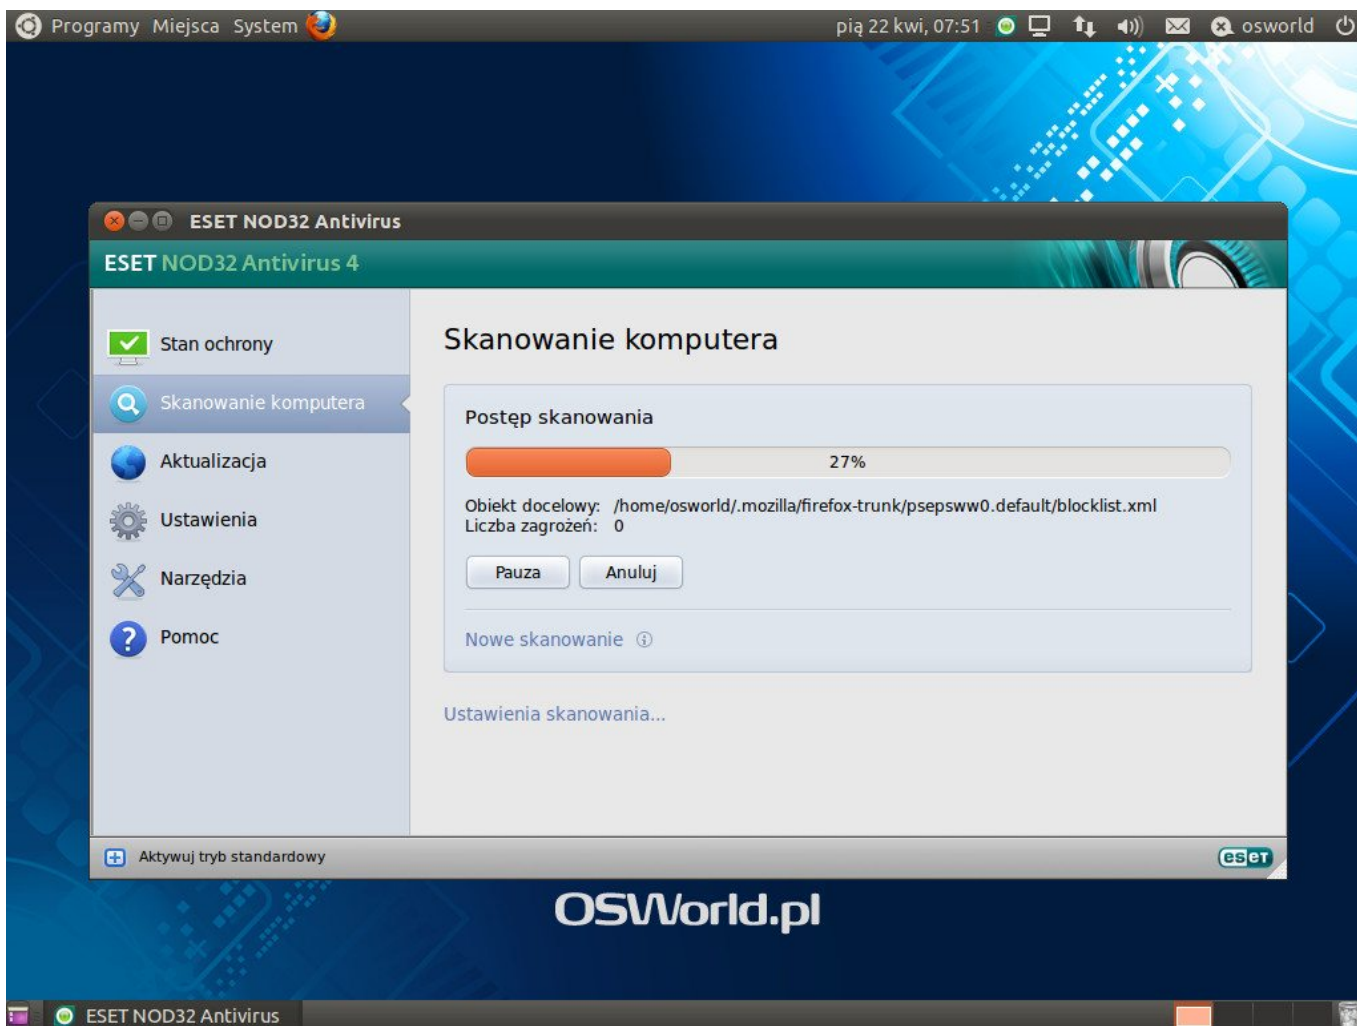 Programy Miejsca System pią 22 kwi, 07:51 osworld
ESET NOD32 Antivirus
ESET NOD32 Antivirus 4
Stan ochrony
Skanowanie komputera
Aktualizacja
Ustawienia
Narzędzia
Pomoc
Skanowanie komputera
Postęp skanowania
27%
Obiekt docelowy: /home/osworld/.mozilla/firefox-trunk/psepsww0.default/blocklist.xml
Liczba zagrożeń: 0
Pauza Anuluj
Nowe skanowanie
Ustawienia skanowania...
Aktywuj tryb standardowy
eseT
OSWorld.pl
ESET NOD32 Antivirus